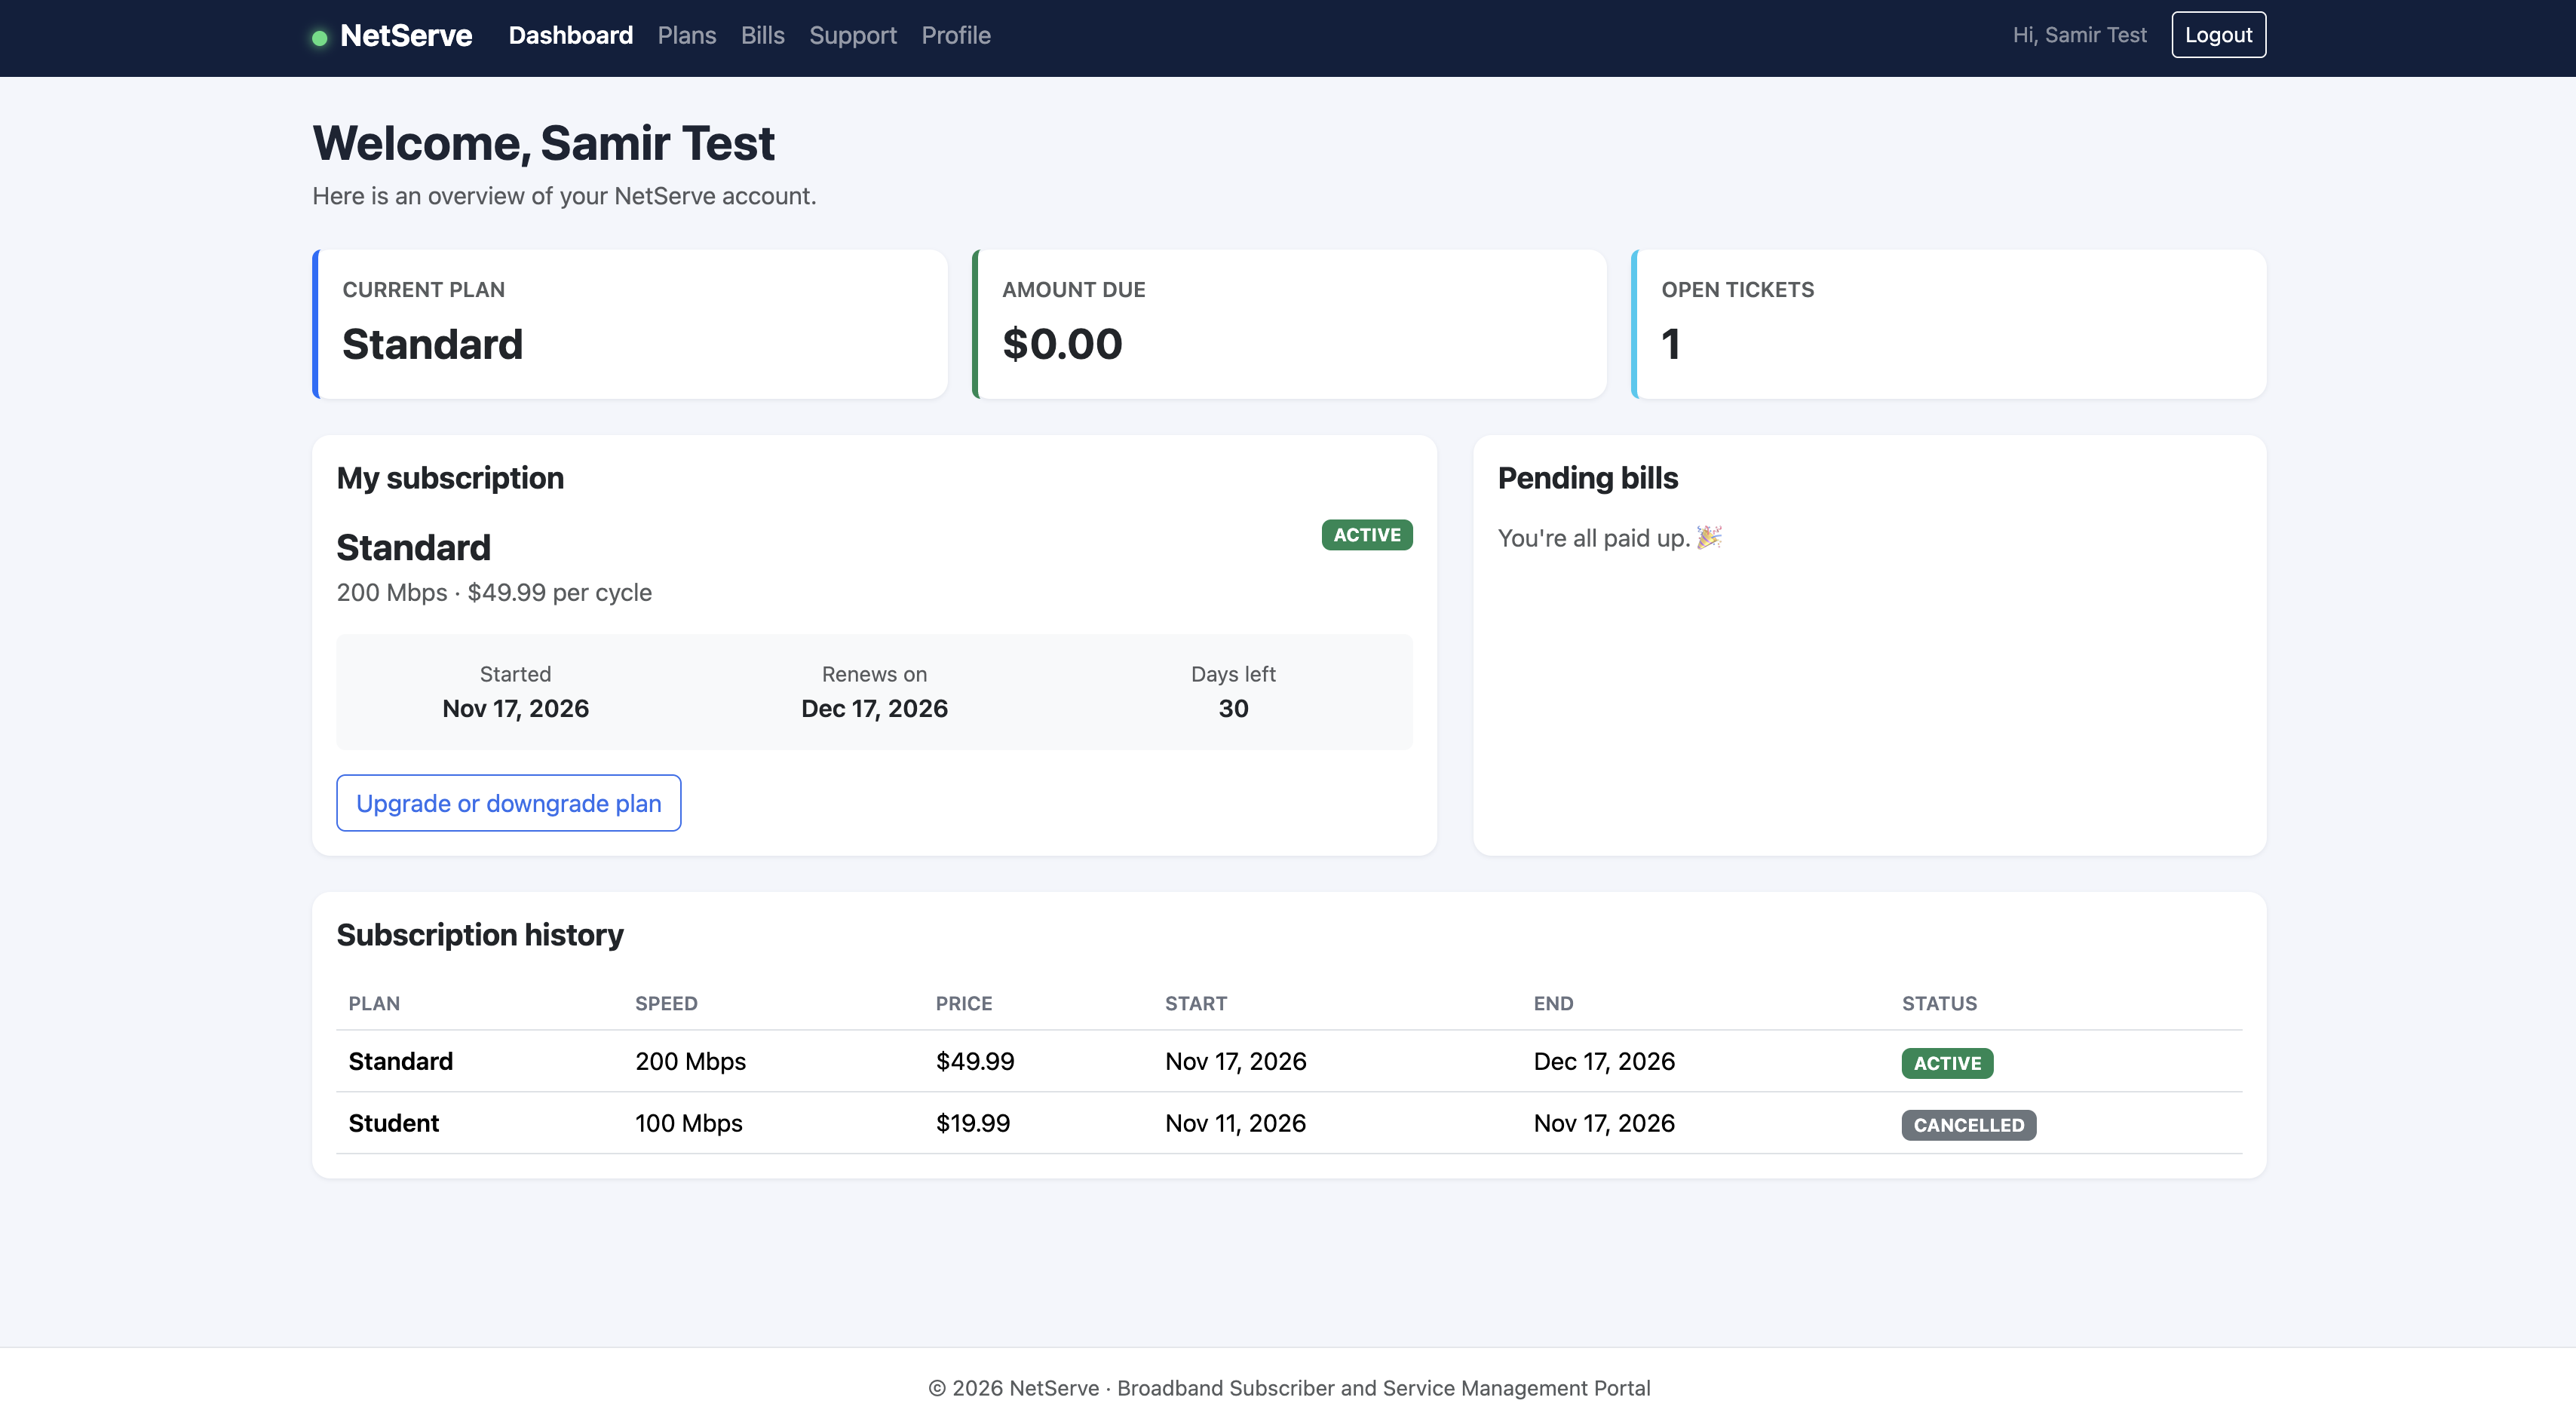 NetServe Dashboard Plans Bills Support Profile Hi, Samir Test Logout
Welcome, Samir Test
Here is an overview of your NetServe account.
CURRENT PLAN
Standard
AMOUNT DUE
$0.00
OPEN TICKETS
1
My subscription
Standard
ACTIVE
200 Mbps · $49.99 per cycle
Started
Nov 17, 2026
Renews on
Dec 17, 2026
Days left
30
Upgrade or downgrade plan
Pending bills
You're all paid up. 🎉
Subscription history
PLAN SPEED PRICE START END STATUS
Standard 200 Mbps $49.99 Nov 17, 2026 Dec 17, 2026 ACTIVE
Student 100 Mbps $19.99 Nov 11, 2026 Nov 17, 2026 CANCELLED
© 2026 NetServe · Broadband Subscriber and Service Management Portal